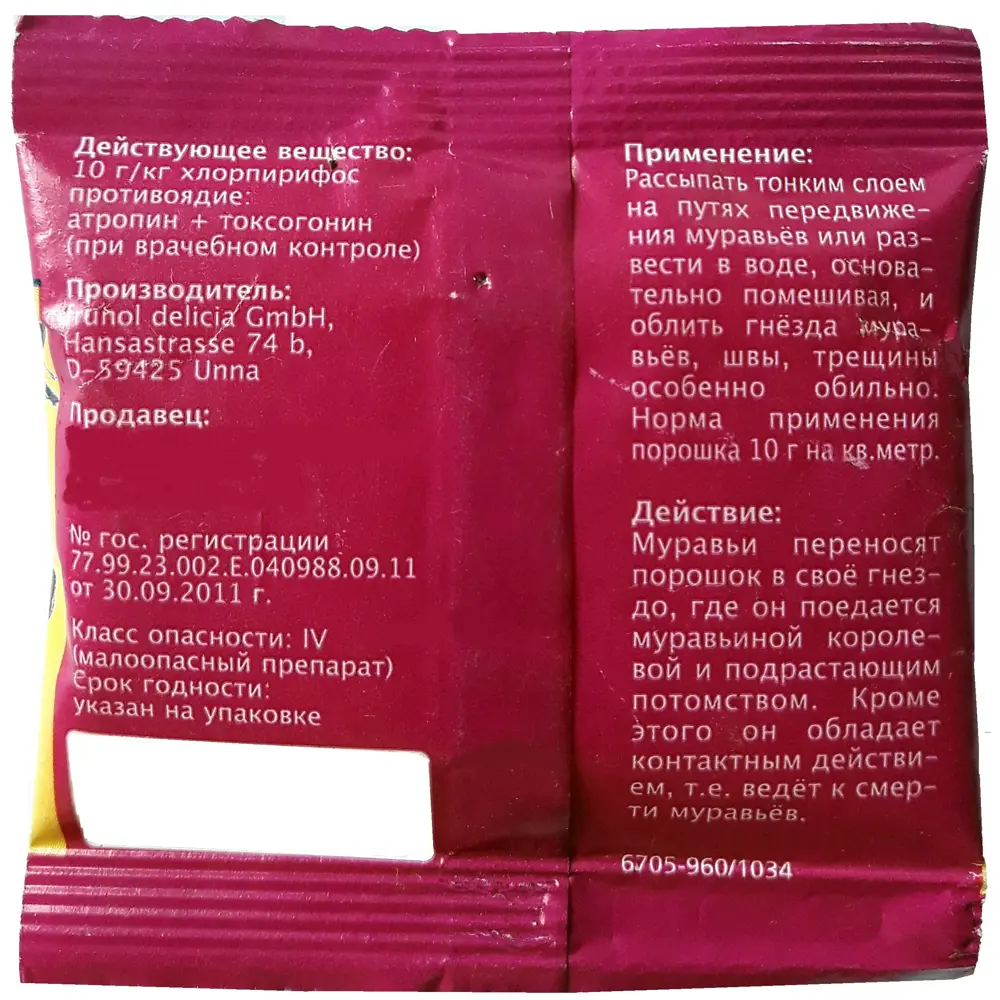 Действующее вещество:
10 г/кг хлорпирифос
противоядие:
атропин + токсогонин
(при врачебном контроле)
Производитель:
frunol delicia GmbH,
Hansastrasse 74 b,
D-59425 Unna
Продавец:
№ гос. регистрации
77.99.23.002.Е.040988.09.11
от 30.09.2011 г.
Класс опасности: IV
(малоопасный препарат)
Срок годности:
указан на упаковке
Применение:
Рассыпать тонким слоем
на путях передвиже-
ния муравьёв или раз-
вести в воде, основа-
тельно помешивая, и
облить гнёзда мура-
вьёв, швы, трещины
особенно обильно.
Норма применения
порошка 10 г на кв.метр.
Действие:
Муравьи переносят
порошок в своё гнез-
до, где он поедается
муравьиной короле-
вой и подрастающим
потомством. Кроме
этого он обладает
контактным действи-
ем, т.е. ведёт к смер-
ти муравьёв.
6705-960/1034